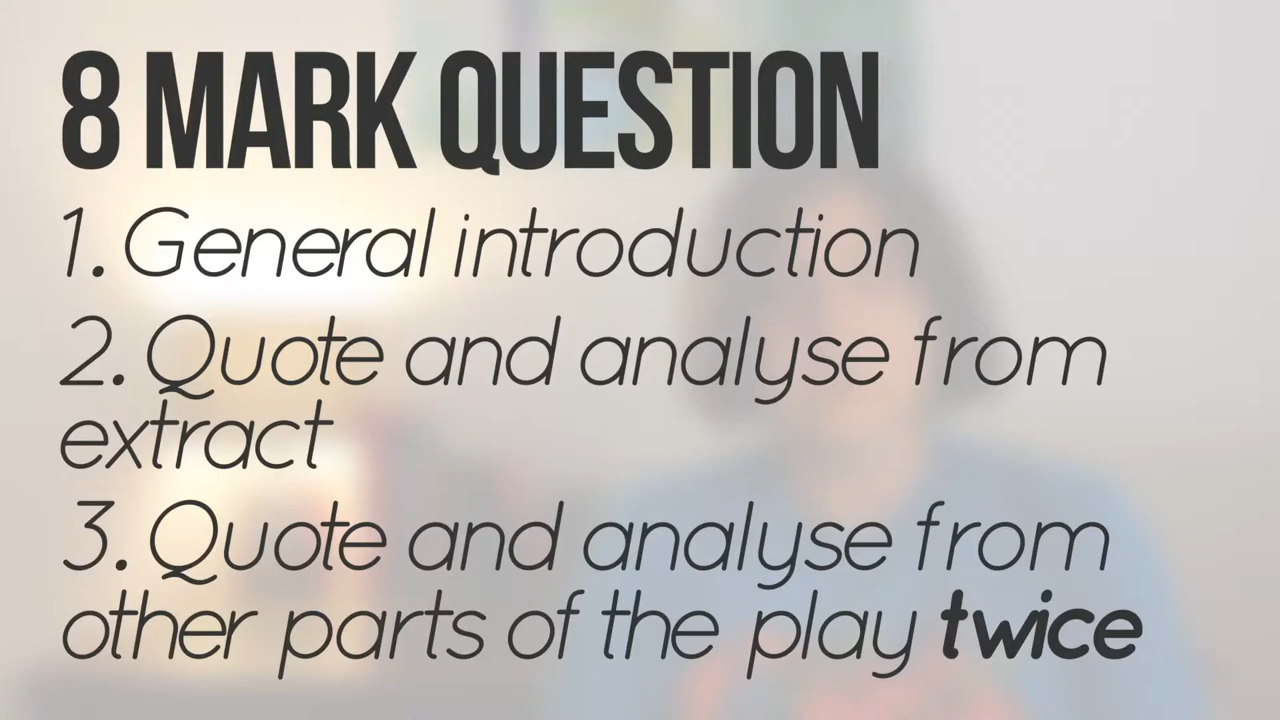 8 MARK QUESTION
1. General introduction
2. Quote and analyse from
extract
3. Quote and analyse from
other parts of the play twice